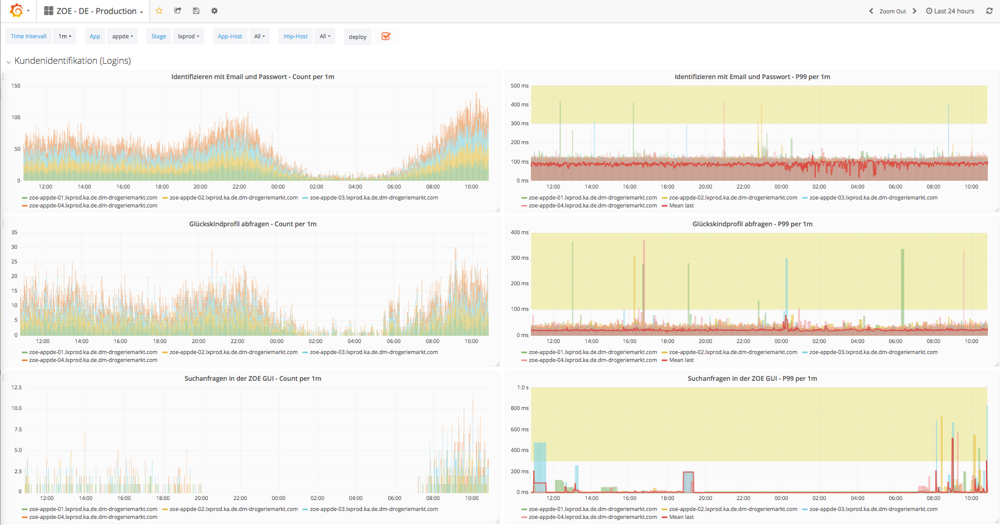 ZOE - DE - Production
Zoom Out
Last 24 hours
Time Intervall 1m App appde Stage lxprod App-Host All Imp-Host All deploy
Kundenidentifikation (Logins)
Identifizieren mit Email und Passwort - Count per 1m
150
100
50
0
12:00 14:00 16:00 18:00 20:00 22:00 00:00 02:00 04:00 06:00 08:00 10:00
zoe-appde-01.lxprod.ka.de.dm-drogeriemarkt.com zoe-appde-02.lxprod.ka.de.dm-drogeriemarkt.com zoe-appde-03.lxprod.ka.de.dm-drogeriemarkt.com
zoe-appde-04.lxprod.ka.de.dm-drogeriemarkt.com
Identifizieren mit Email und Passwort - P99 per 1m
500 ms
400 ms
300 ms
200 ms
100 ms
0 ms
12:00 14:00 16:00 18:00 20:00 22:00 00:00 02:00 04:00 06:00 08:00 10:00
zoe-appde-01.lxprod.ka.de.dm-drogeriemarkt.com zoe-appde-02.lxprod.ka.de.dm-drogeriemarkt.com zoe-appde-03.lxprod.ka.de.dm-drogeriemarkt.com
zoe-appde-04.lxprod.ka.de.dm-drogeriemarkt.com Mean last
Glückskindprofil abfragen - Count per 1m
35
30
25
20
15
10
5
0
12:00 14:00 16:00 18:00 20:00 22:00 00:00 02:00 04:00 06:00 08:00 10:00
zoe-appde-01.lxprod.ka.de.dm-drogeriemarkt.com zoe-appde-02.lxprod.ka.de.dm-drogeriemarkt.com zoe-appde-03.lxprod.ka.de.dm-drogeriemarkt.com
zoe-appde-04.lxprod.ka.de.dm-drogeriemarkt.com
Glückskindprofil abfragen - P99 per 1m
400 ms
300 ms
200 ms
100 ms
0 ms
12:00 14:00 16:00 18:00 20:00 22:00 00:00 02:00 04:00 06:00 08:00 10:00
zoe-appde-01.lxprod.ka.de.dm-drogeriemarkt.com zoe-appde-02.lxprod.ka.de.dm-drogeriemarkt.com zoe-appde-03.lxprod.ka.de.dm-drogeriemarkt.com
zoe-appde-04.lxprod.ka.de.dm-drogeriemarkt.com Mean last
Suchanfragen in der ZOE GUI - Count per 1m
12.5
10.0
7.5
5.0
2.5
0
12:00 14:00 16:00 18:00 20:00 22:00 00:00 02:00 04:00 06:00 08:00 10:00
zoe-appde-01.lxprod.ka.de.dm-drogeriemarkt.com zoe-appde-02.lxprod.ka.de.dm-drogeriemarkt.com zoe-appde-03.lxprod.ka.de.dm-drogeriemarkt.com
zoe-appde-04.lxprod.ka.de.dm-drogeriemarkt.com
Suchanfragen in der ZOE GUI - P99 per 1m
1.0 s
800 ms
600 ms
400 ms
200 ms
0 ms
12:00 14:00 16:00 18:00 20:00 22:00 00:00 02:00 04:00 06:00 08:00 10:00
zoe-appde-01.lxprod.ka.de.dm-drogeriemarkt.com zoe-appde-02.lxprod.ka.de.dm-drogeriemarkt.com zoe-appde-03.lxprod.ka.de.dm-drogeriemarkt.com
zoe-appde-04.lxprod.ka.de.dm-drogeriemarkt.com Mean last